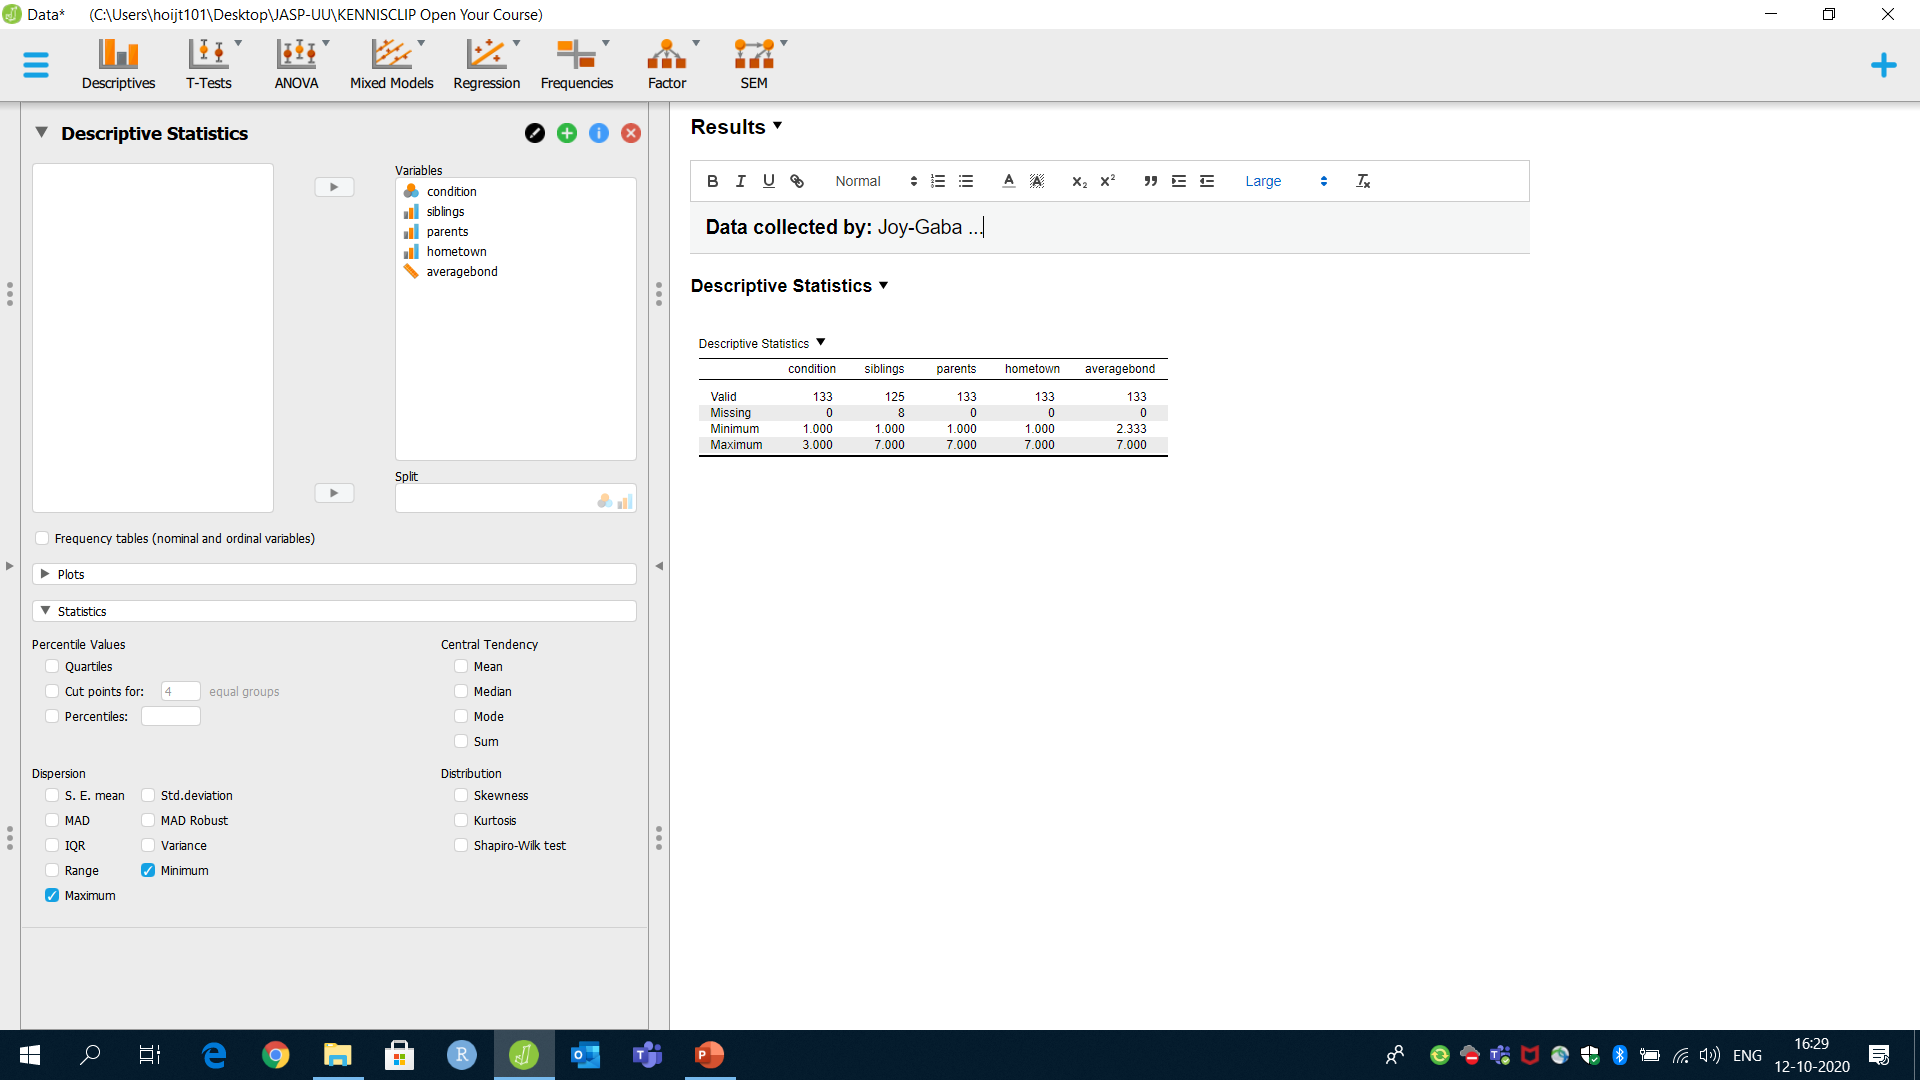 Data* (C:\Users\hoijt101\Desktop\JASP-UU\KENNISCLIP Open Your Course)
Descriptives T-Tests ANOVA Mixed Models Regression Frequencies Factor SEM
Descriptive Statistics
Variables
condition
siblings
parents
hometown
averagebond
Split
Frequency tables (nominal and ordinal variables)
Plots
Statistics
Percentile Values
Quartiles
Cut points for: 4 equal groups
Percentiles:
Central Tendency
Mean
Median
Mode
Sum
Dispersion
S. E. mean Std.deviation
MAD MAD Robust
IQR Variance
Range Minimum
Maximum
Distribution
Skewness
Kurtosis
Shapiro-Wilk test
Results
B I U Normal A A X₂ X² Large Tx
Data collected by: Joy-Gaba ...
Descriptive Statistics
Descriptive Statistics
condition siblings parents hometown averagebond
Valid 133 125 133 133 133
Missing 0 8 0 0 0
Minimum 1.000 1.000 1.000 1.000 2.333
Maximum 3.000 7.000 7.000 7.000 7.000
ENG
16:29
12-10-2020